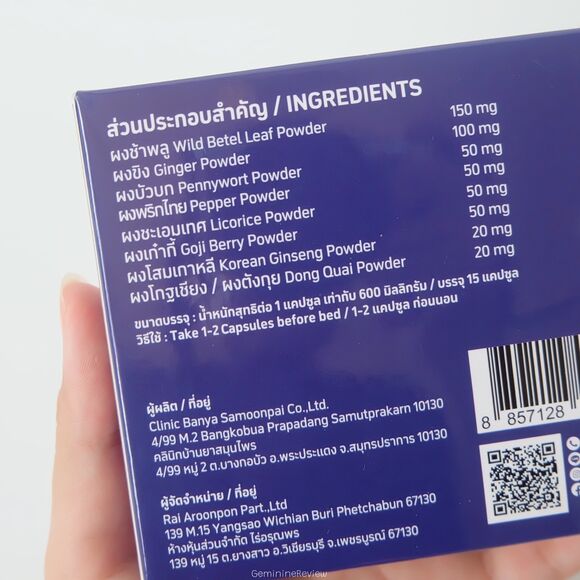 ส่วนประกอบสำคัญ / INGREDIENTS
ผงช้าพลู Wild Betel Leaf Powder 150 mg
ผงขิง Ginger Powder 100 mg
ผงบัวบก Pennywort Powder 50 mg
ผงพริกไทย Pepper Powder 50 mg
ผงชะเอมเทศ Licorice Powder 50 mg
ผงเก๋ากี้ Goji Berry Powder 50 mg
ผงโสมเกาหลี Korean Ginseng Powder 20 mg
ผงโกฐเชียง / ผงตังกุย Dong Quai Powder 20 mg
ขนาดบรรจุ : น้ำหนักสุทธิต่อ 1 แคปซูล เท่ากับ 600 มิลลิกรัม / บรรจุ 15 แคปซูล
วิธีใช้ : Take 1-2 Capsules before bed / 1-2 แคปซูล ก่อนนอน
ผู้ผลิต / ที่อยู่
Clinic Banya Samoonpai Co.,Ltd.
4/99 M.2 Bangkobua Prapadang Samutprakarn 10130
คลินิกบ้านยาสมุนไพร
4/99 หมู่ 2 ต.บางกอบัว อ.พระประแดง จ.สมุทรปราการ 10130
ผู้จัดจำหน่าย / ที่อยู่
Rai Aroonpon Part.,Ltd
139 M.15 Yangsao Wichian Buri Phetchabun 67130
ห้างหุ้นส่วนจำกัด ไร่อรุณพร
139 หมู่ 15 ต.ยางสาว อ.วิเชียรบุรี จ.เพชรบูรณ์ 67130
8 857128
GeminineReview